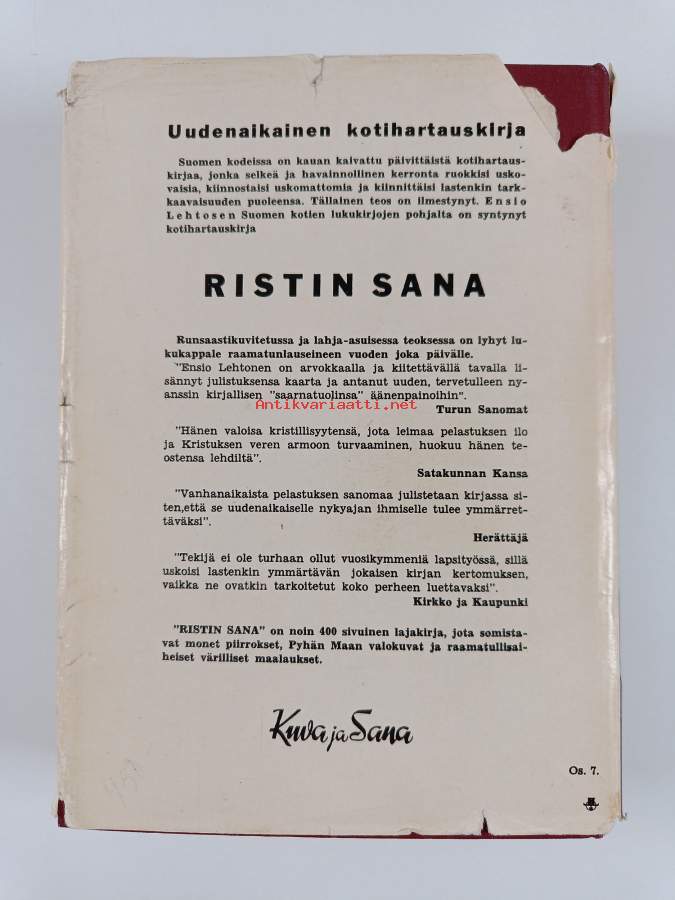 Uudenaikainen kotihartauskirja
Suomen kodeissa on kauan kaivattu päivittäistä kotihartaus-
kirjaa, jonka selkeä ja havainnollinen kerronta ruokkisi usko-
vaisia, kiinnostaisi uskomattomia ja kiinnittäisi lastenkin tark-
kaavaisuuden puoleensa. Tällainen teos on ilmestynyt. Ensio
Lehtosen Suomen kotien lukukirjojen pohjalta on syntynyt
kotihartauskirja
RISTIN SANA
Runsaastikuvitetussa ja lahja-asuisessa teoksessa on lyhyt lu-
kukappale raamatunlauseineen vuoden joka päivälle.
"Ensio Lehtonen on arvokkaalla ja kiitettävällä tavalla li-
sännyt julistuksensa kaarta ja antanut uuden, tervetulleen ny-
anssin kirjallisen "saarnatuolinsa" äänenpainoihin".
Antikvariaatti.net
Turun Sanomat
"Hänen valoisa kristillisyytensä, jota leimaa pelastuksen ilo
ja Kristuksen veren armoon turvaaminen, huokuu hänen te-
ostensa lehdiltä".
Satakunnan Kansa
"Vanhanaikaista pelastuksen sanomaa julistetaan kirjassa si-
ten,että se uudenaikaiselle nykyajan ihmiselle tulee ymmärret-
täväksi".
Herättäjä
"Tekijä ei ole turhaan ollut vuosikymmeniä lapsityössä, sillä
uskoisi lastenkin ymmärtävän jokaisen kirjan kertomuksen,
vaikka ne ovatkin tarkoitetut koko perheen luettavaksi".
Kirkko ja Kaupunki
"RISTIN SANA" on noin 400 sivuinen lajakirja, jota somista-
vat monet piirrokset, Pyhän Maan valokuvat ja raamatullisai-
heiset värilliset maalaukset.
Kuva ja Sana
Os. 7.